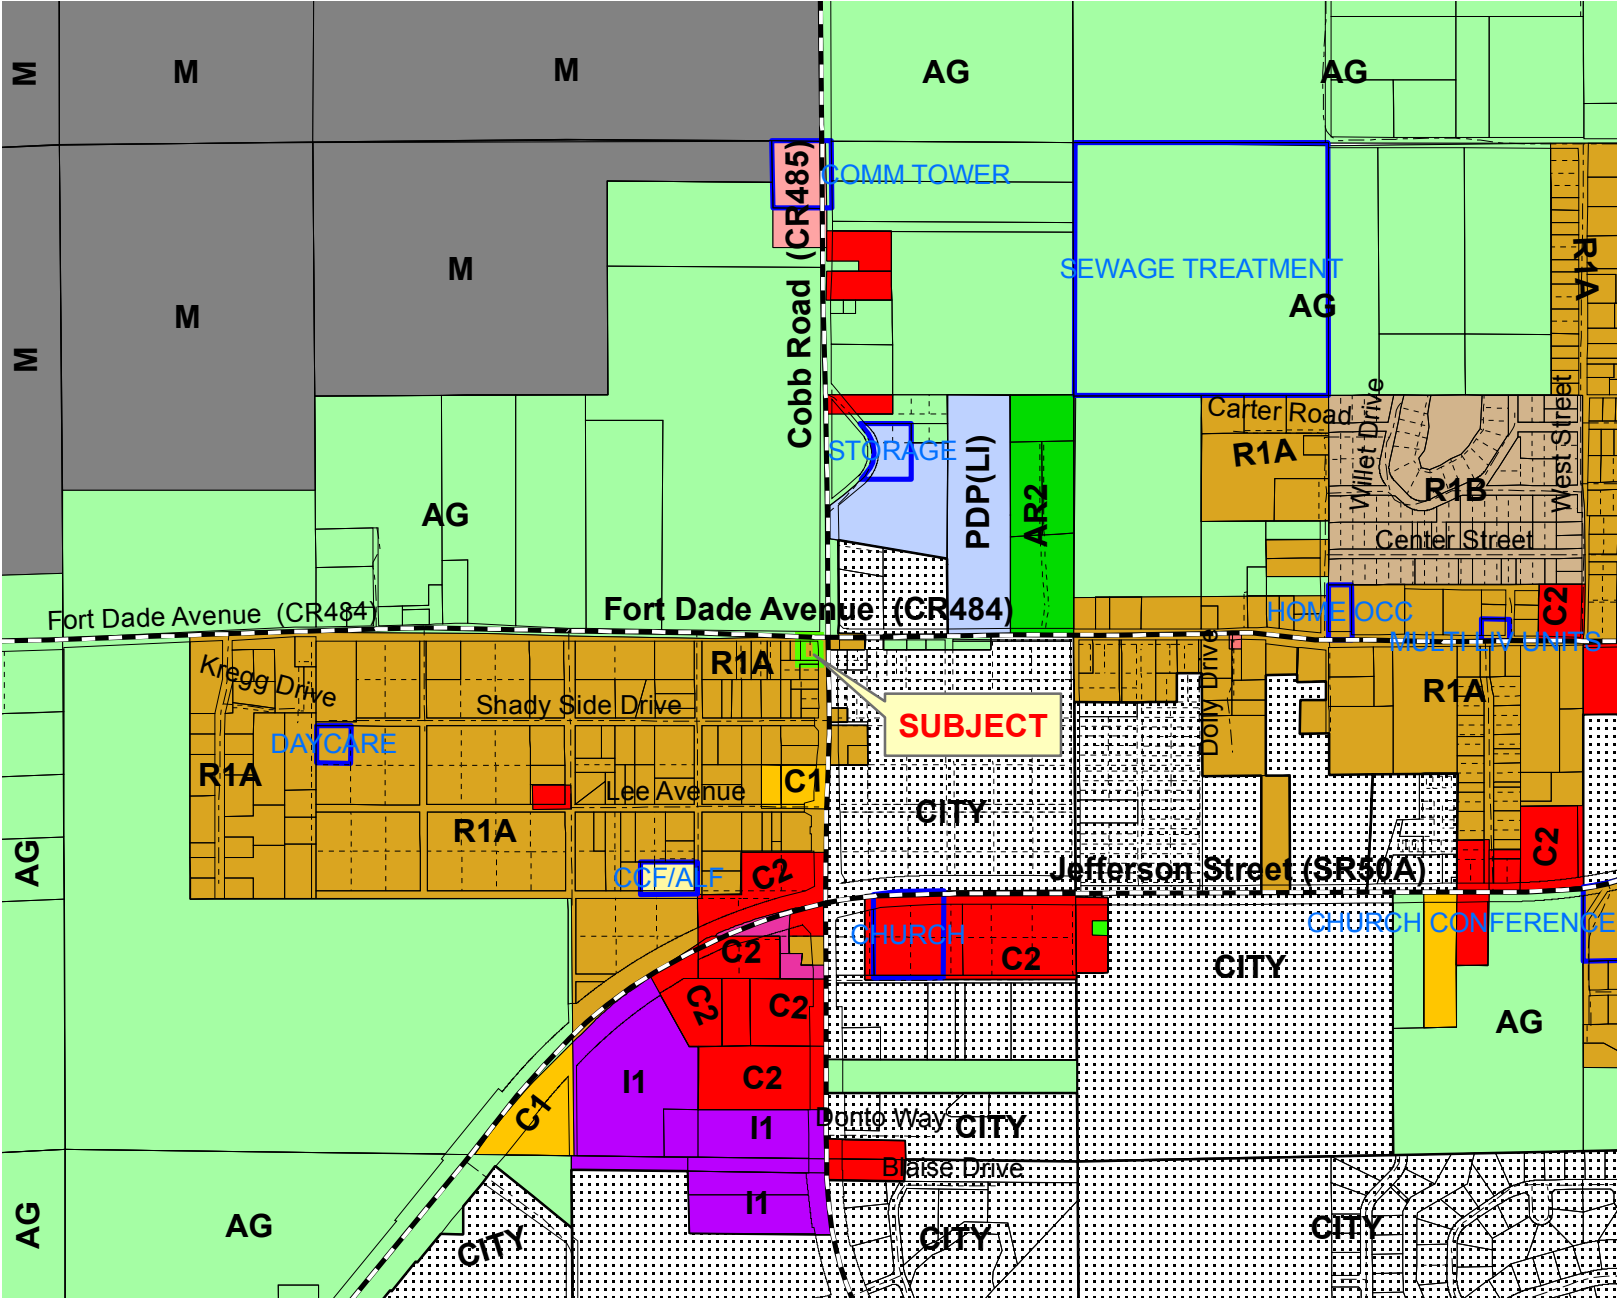 M
M
M
AG
AG
COMM TOWER
Cobb Road (CR485)
M
SEWAGE TREATMENT
R1A
AG
M
M
Carter Road
Willet Drive
West Street
R1A
STORAGE
PDP(LI)
AR2
R1B
AG
Center Street
Fort Dade Avenue (CR484)
Fort Dade Avenue (CR484)
HOME OCC
C2
MULTI LIV UNITS
Kregg Drive
R1A
Dolly Drive
R1A
Shady Side Drive
SUBJECT
DAYCARE
R1A
C1
Lee Avenue
CITY
R1A
C2
AG
Jefferson Street (SR50A)
CCF/ALF
C2
CHURCH
CHURCH CONFERENCE
C2
C2
CITY
C2
C2
AG
I1
C2
C1
Donto Way
CITY
I1
Blaise Drive
I1
AG
AG
CITY
CITY
CITY